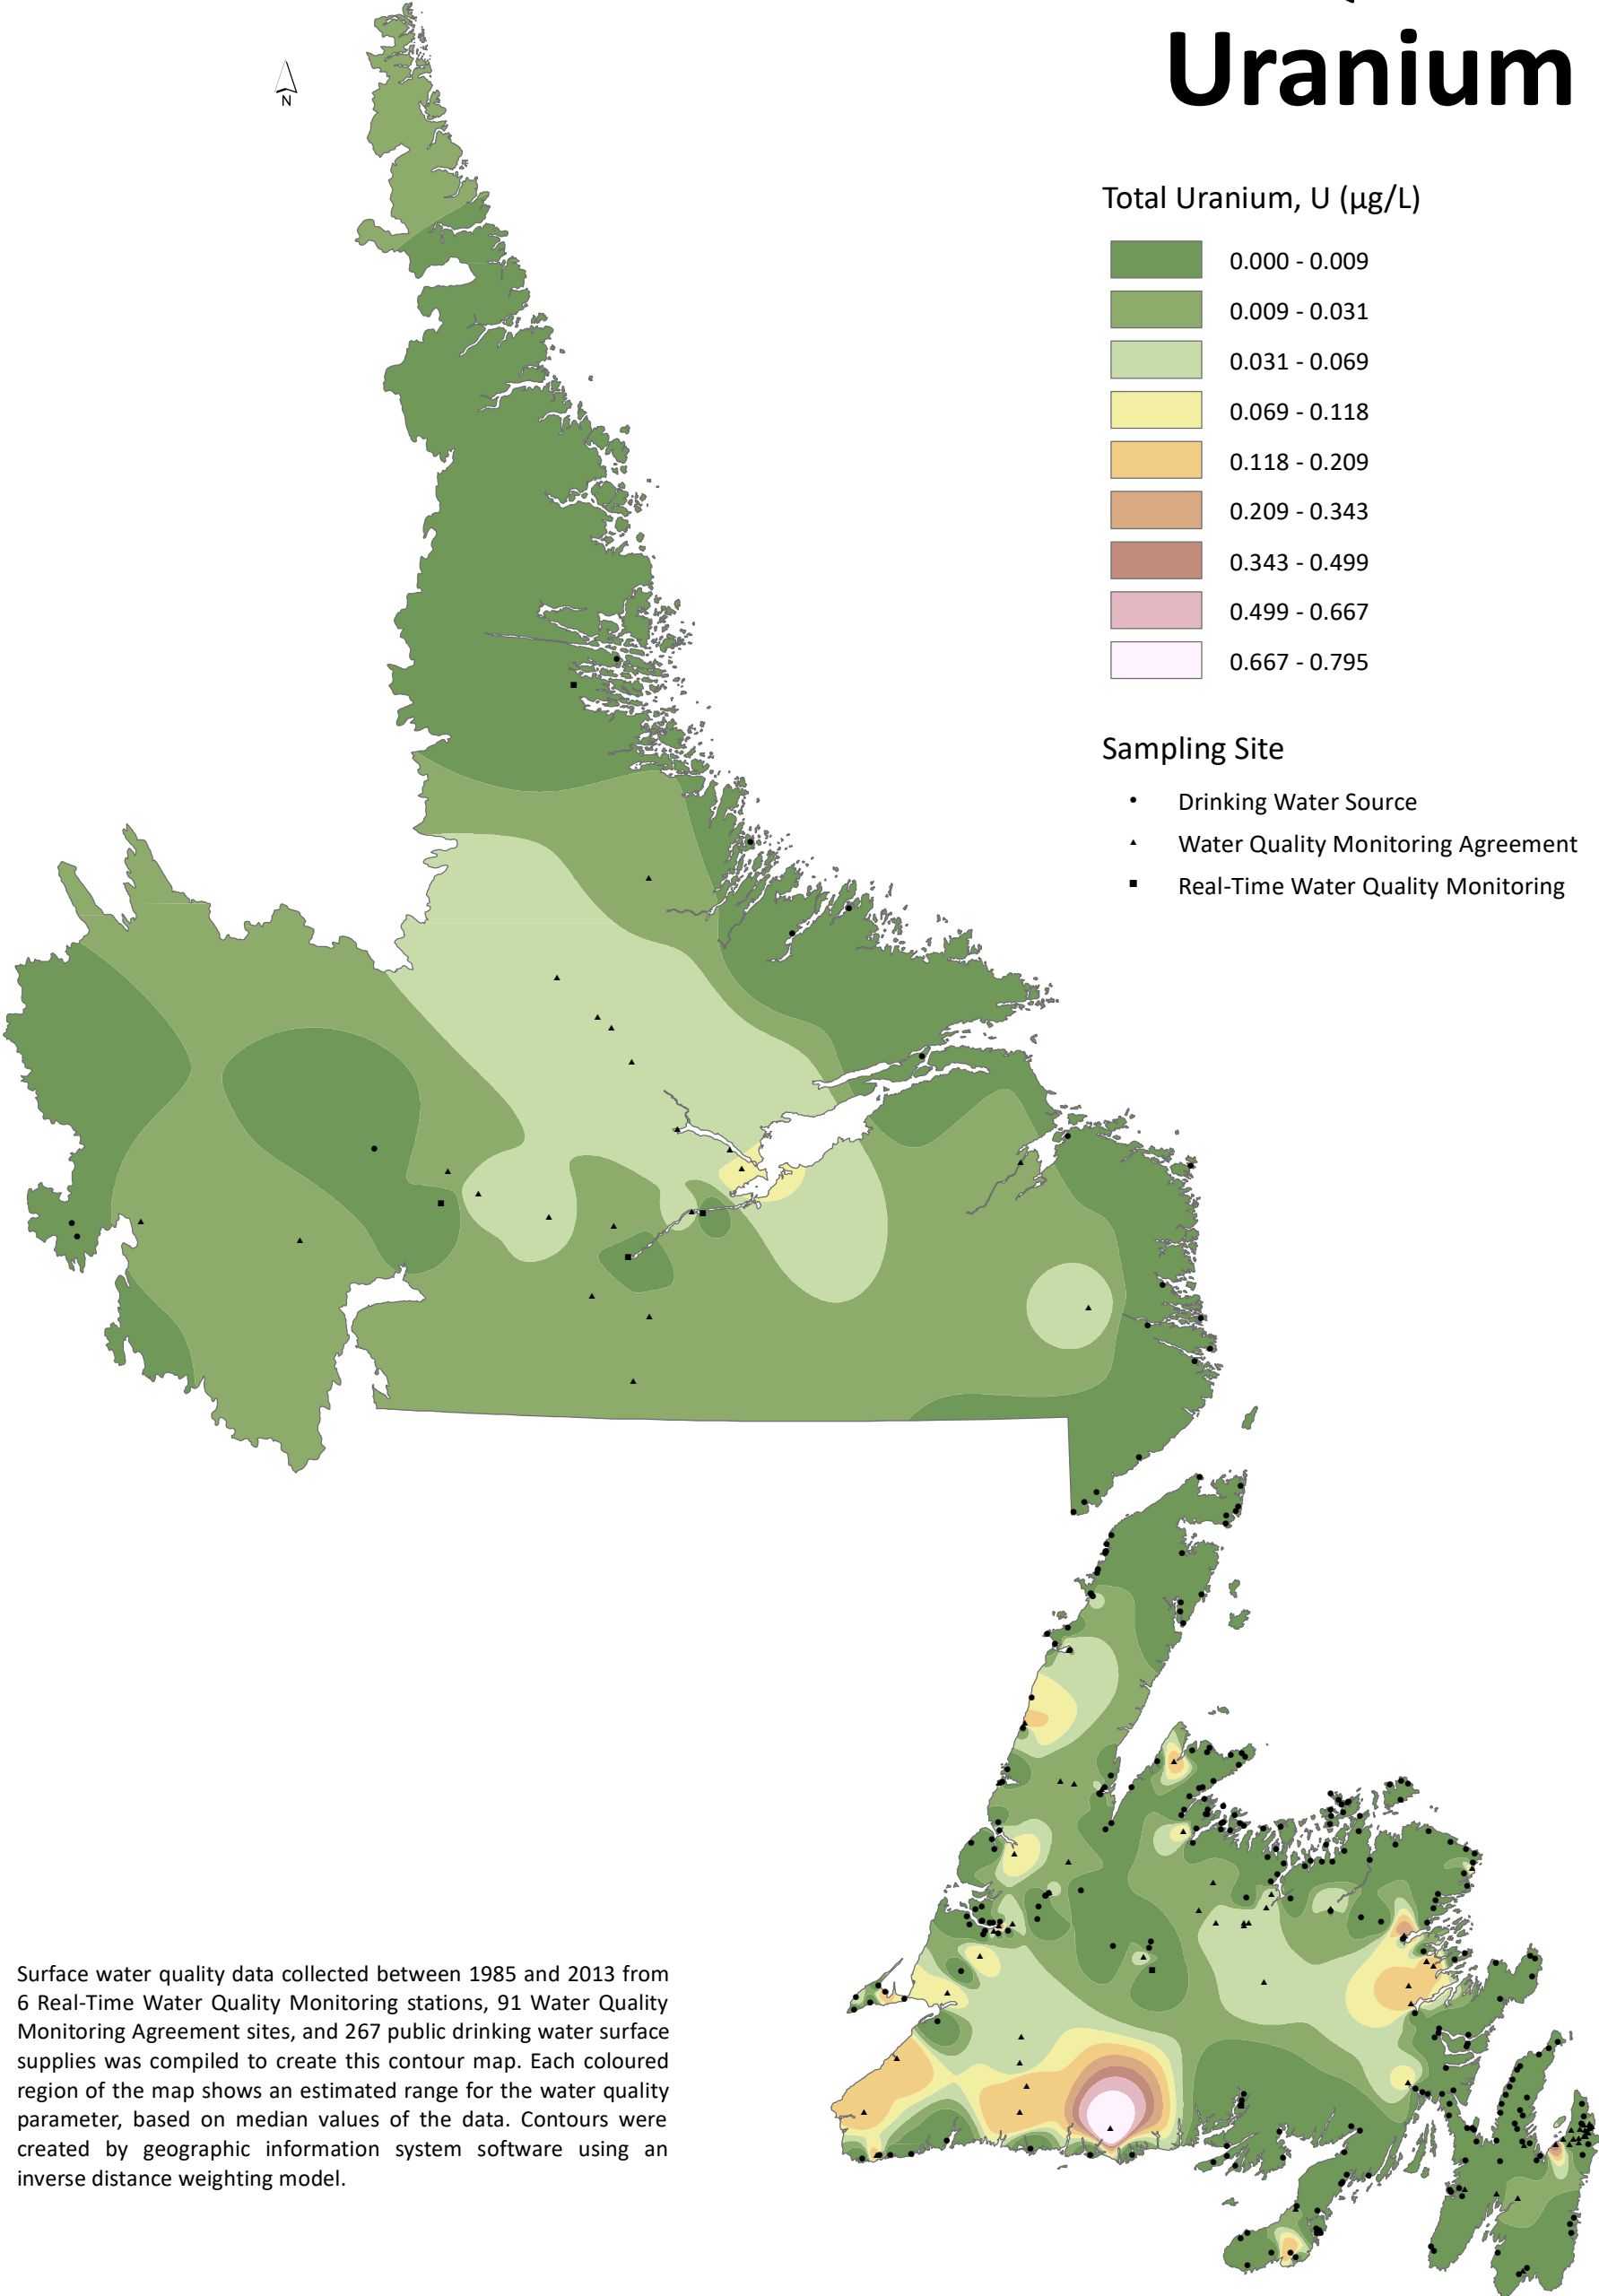 Uranium
N
Total Uranium, U (µg/L)
0.000 - 0.009
0.009 - 0.031
0.031 - 0.069
0.069 - 0.118
0.118 - 0.209
0.209 - 0.343
0.343 - 0.499
0.499 - 0.667
0.667 - 0.795
Sampling Site
Drinking Water Source
Water Quality Monitoring Agreement
Real-Time Water Quality Monitoring
Surface water quality data collected between 1985 and 2013 from
6 Real-Time Water Quality Monitoring stations, 91 Water Quality
Monitoring Agreement sites, and 267 public drinking water surface
supplies was compiled to create this contour map. Each coloured
region of the map shows an estimated range for the water quality
parameter, based on median values of the data. Contours were
created by geographic information system software using an
inverse distance weighting model.